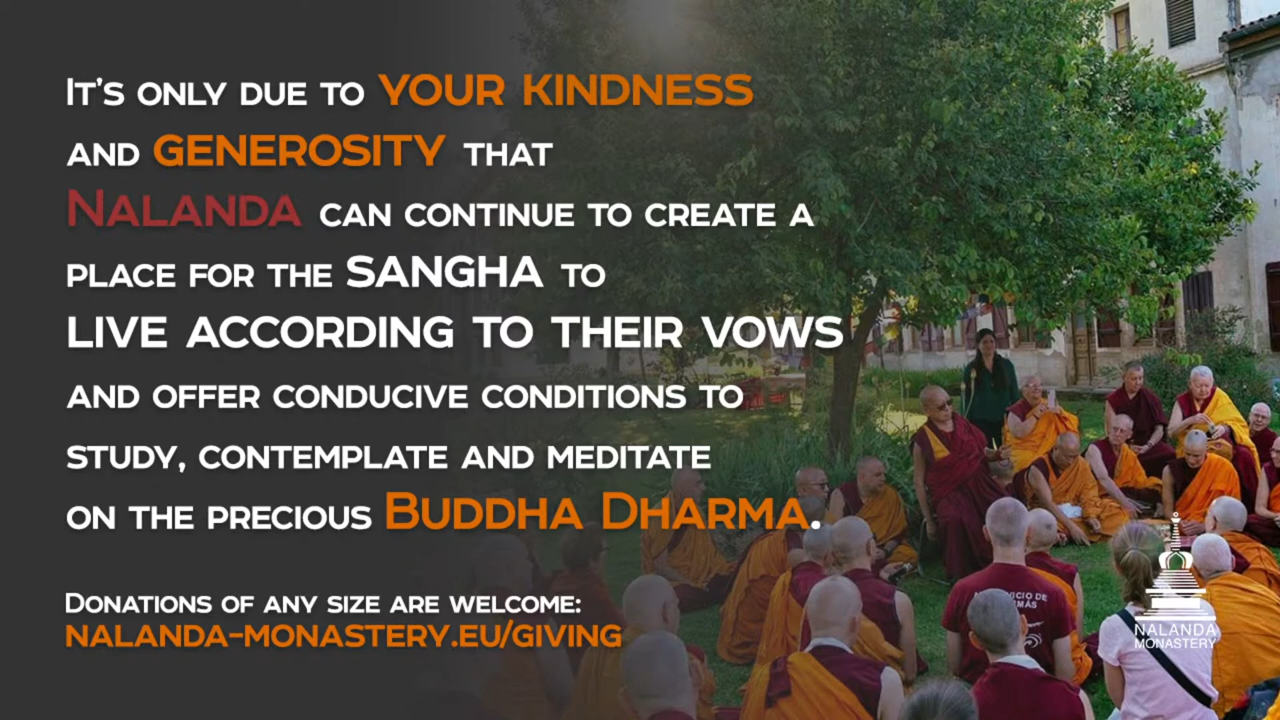 It's only due to YOUR KINDNESS
and GENEROSITY that
Nalanda can continue to create a
place for the SANGHA to
LIVE ACCORDING TO THEIR VOWS
and offer conducive conditions to
study, contemplate and meditate
on the precious Buddha Dharma.
Donations of any size are welcome:
nalanda-monastery.eu/giving
NALANDA
MONASTERY